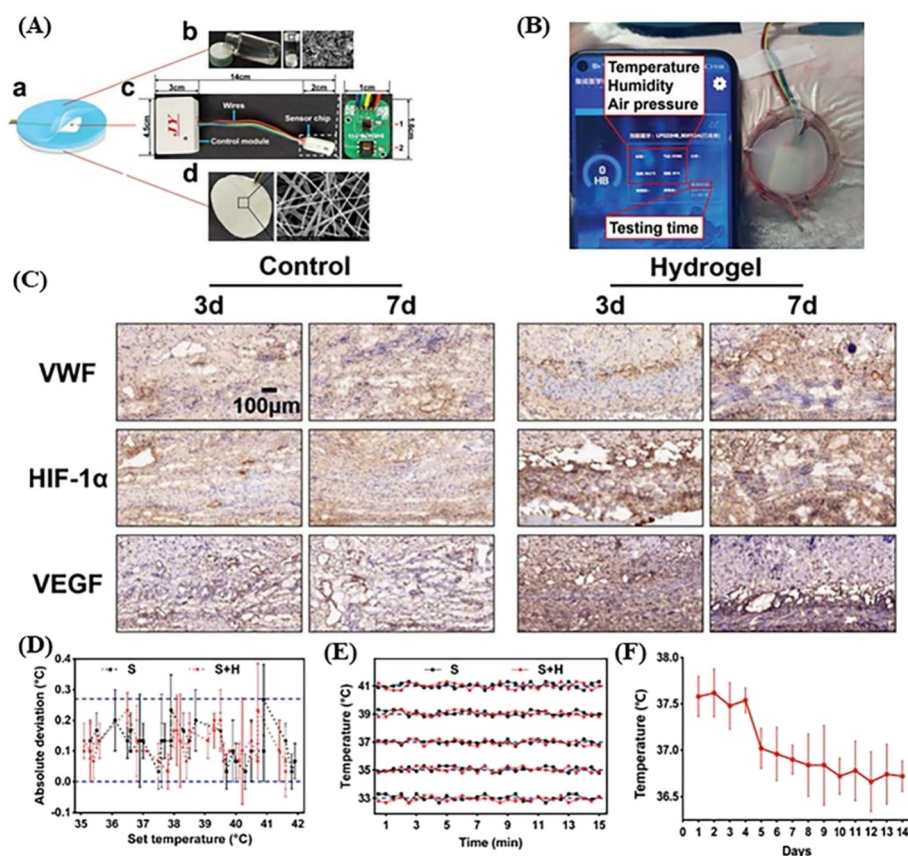 (A)
b
14cm
a
c
3cm
2cm
1cm
Wires
Sensor chip
4.5cm
JY
Control module
1
2
1.6cm
d
(B)
Temperature
Humidity
Air pressure
0
HB
Testing time
(C)
Control
Hydrogel
3d
7d
3d
7d
VWF
100μm
HIF-1α
VEGF
(D)
S
S+H
Absolute deviation (°C)
0.4
0.3
0.2
0.1
0.0
-0.1
35 36 37 38 39 40 41 42
Set temperature (°C)
(E)
S
S+H
Temperature (°C)
41
39
37
35
33
1 3 5 7 9 11 13 15
Time (min)
(F)
Temperature (℃)
38.0
37.5
37.0
36.5
0 1 2 3 4 5 6 7 8 9 10 11 12 13 14
Days